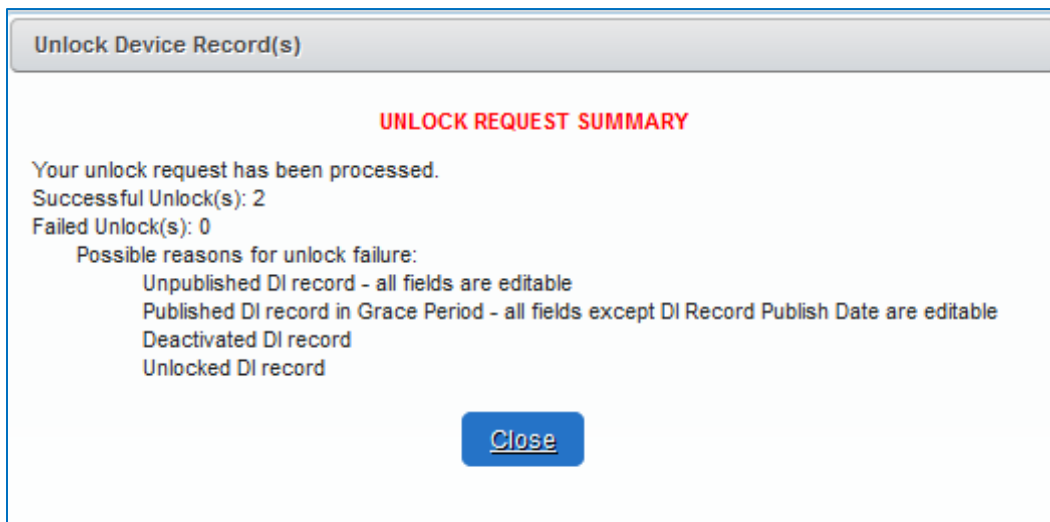 Unlock Device Record(s)
UNLOCK REQUEST SUMMARY
Your unlock request has been processed.
Successful Unlock(s): 2
Failed Unlock(s): 0
Possible reasons for unlock failure:
Unpublished DI record - all fields are editable
Published DI record in Grace Period - all fields except DI Record Publish Date are editable
Deactivated DI record
Unlocked DI record
Close